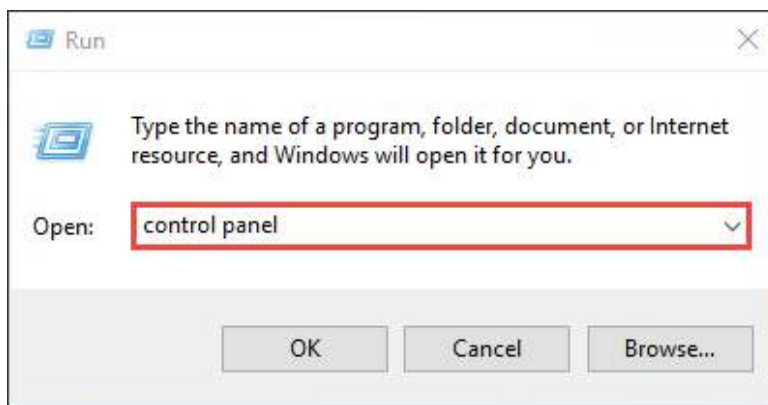 Run
Type the name of a program, folder, document, or Internet
resource, and Windows will open it for you.
Open: control panel
OK Cancel Browse...